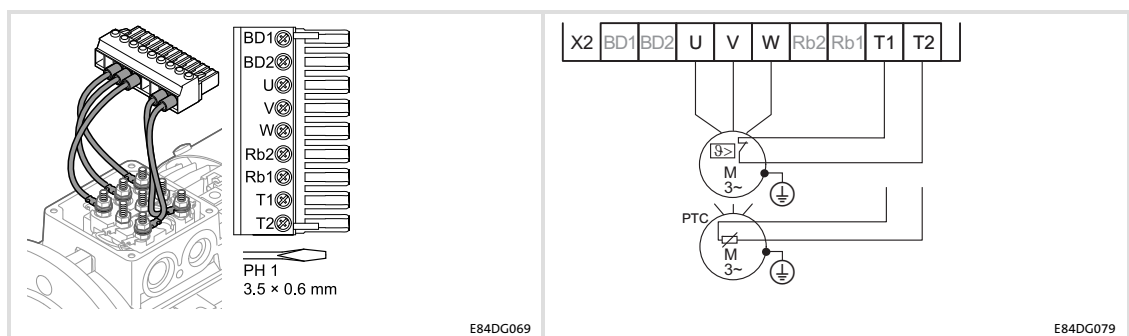 BD1
BD2
U
V
W
Rb2
Rb1
T1
T2
PH 1
3.5 × 0.6 mm
E84DG069
X2 BD1 BD2 U V W Rb2 Rb1 T1 T2
ϑ>
M
3~
PTC
M
3~
E84DG079